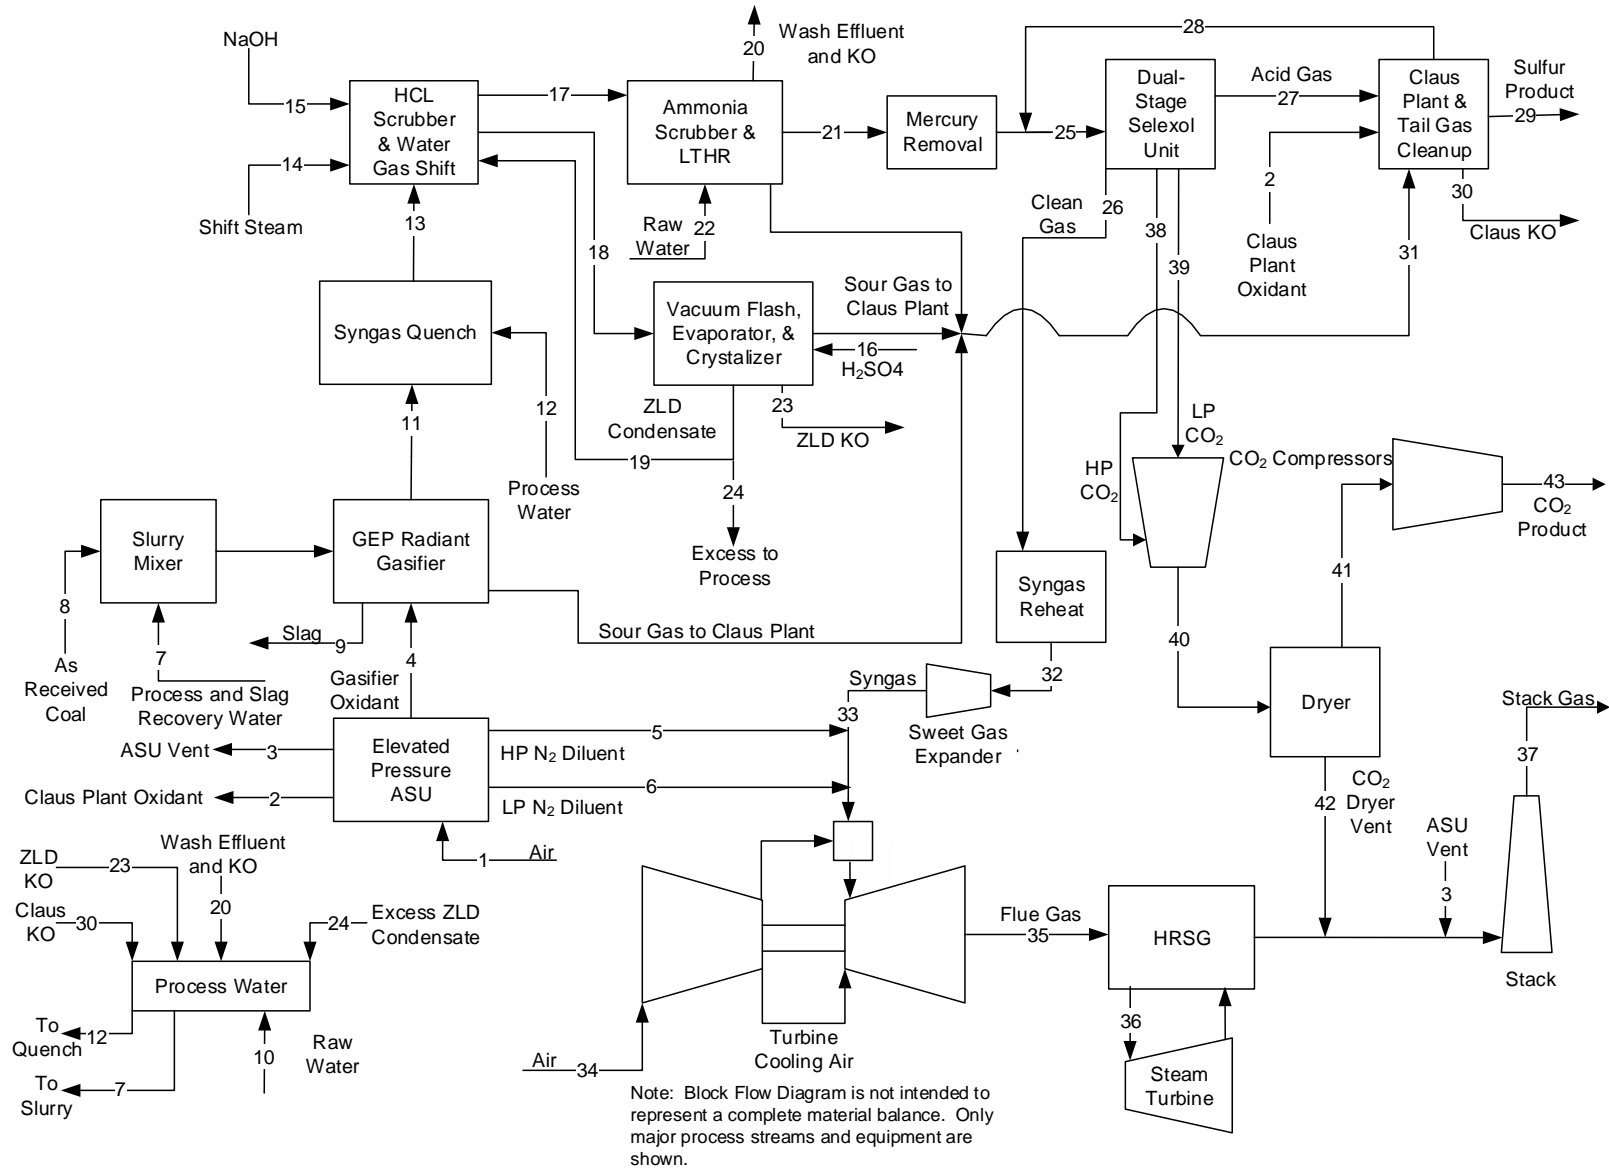 NaOH
15
14
Shift Steam
HCL
Scrubber
& Water
Gas Shift
13
17
18
Ammonia
Scrubber &
LTHR
20
Wash Effluent
and KO
Raw
Water
22
21
Mercury
Removal
28
25
Dual-
Stage
Selexol
Unit
Acid Gas
27
2
Claus
Plant
Oxidant
Claus
Plant &
Tail Gas
Cleanup
Sulfur
Product
29
30
Claus KO
31
Clean
Gas
26
38
39
Syngas Quench
12
Process
Water
11
Vacuum Flash,
Evaporator, &
Crystalizer
Sour Gas to
Claus Plant
16
H2SO4
23
ZLD KO
ZLD
Condensate
19
24
Excess to
Process
LP
CO2
HP
CO2
CO2 Compressors
43
CO2
Product
41
40
Dryer
42
CO2
Dryer
Vent
Slurry
Mixer
8
As
Received
Coal
7
Process and Slag
Recovery Water
GEP Radiant
Gasifier
Slag
9
4
Gasifier
Oxidant
Sour Gas to Claus Plant
Syngas
Reheat
32
Syngas
33
Sweet Gas
Expander
Elevated
Pressure
ASU
ASU Vent
3
Claus Plant Oxidant
2
5
HP N2 Diluent
6
LP N2 Diluent
1
Air
Stack Gas
37
ASU
Vent
3
Stack
ZLD
KO
23
Wash Effluent
and KO
20
Claus
KO
30
24
Excess ZLD
Condensate
Process Water
To
Quench
12
To
Slurry
7
10
Raw
Water
Air
34
Turbine
Cooling Air
Flue Gas
35
HRSG
36
Steam
Turbine
Note: Block Flow Diagram is not intended to
represent a complete material balance. Only
major process streams and equipment are
shown.